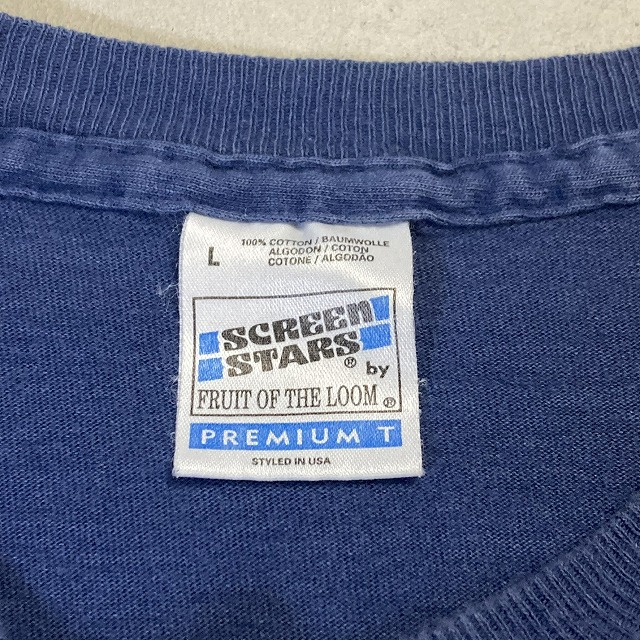 L
100% COTTON / BAUMWOLLE
ALGODON / COTON
COTONE / ALGODÃO
SCREEN
STARS® by
FRUIT OF THE LOOM®
PREMIUM T
STYLED IN USA